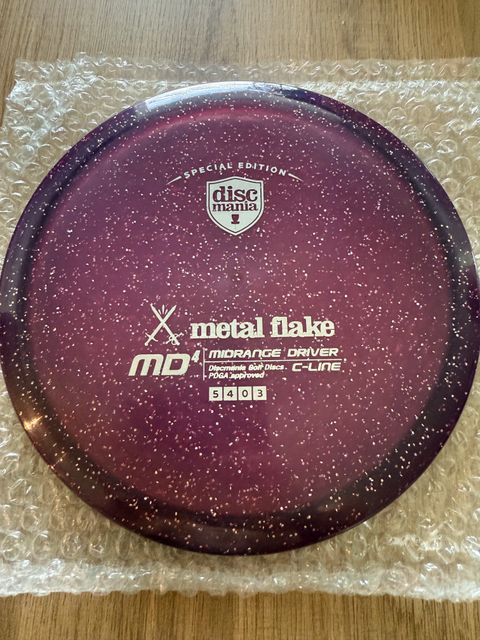 SPECIAL EDITION
disc
mania
metal flake
MD4 MIDRANGE DRIVER
Discmania Golf Discs C-LINE
PDGA approved
5 4 0 3